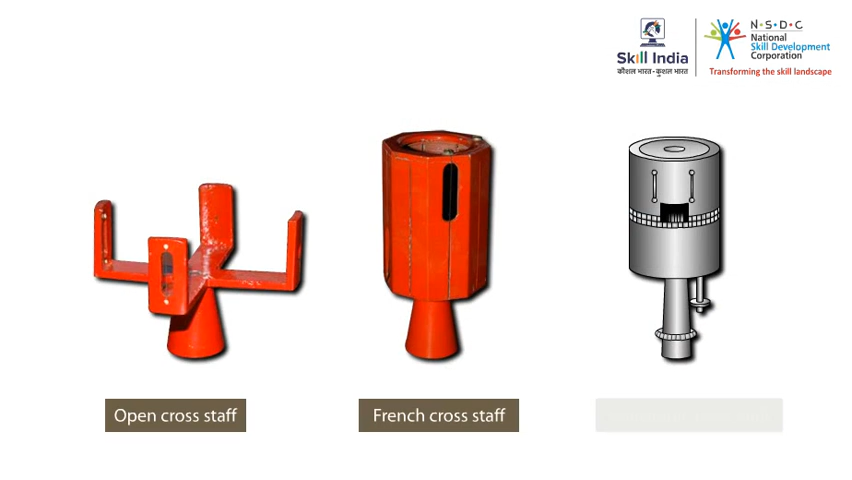 N•S•D•C
National
Skill Development
Corporation
Transforming the skill landscape
Skill India
कौशल भारत-कुशल भारत
Open cross staff
French cross staff